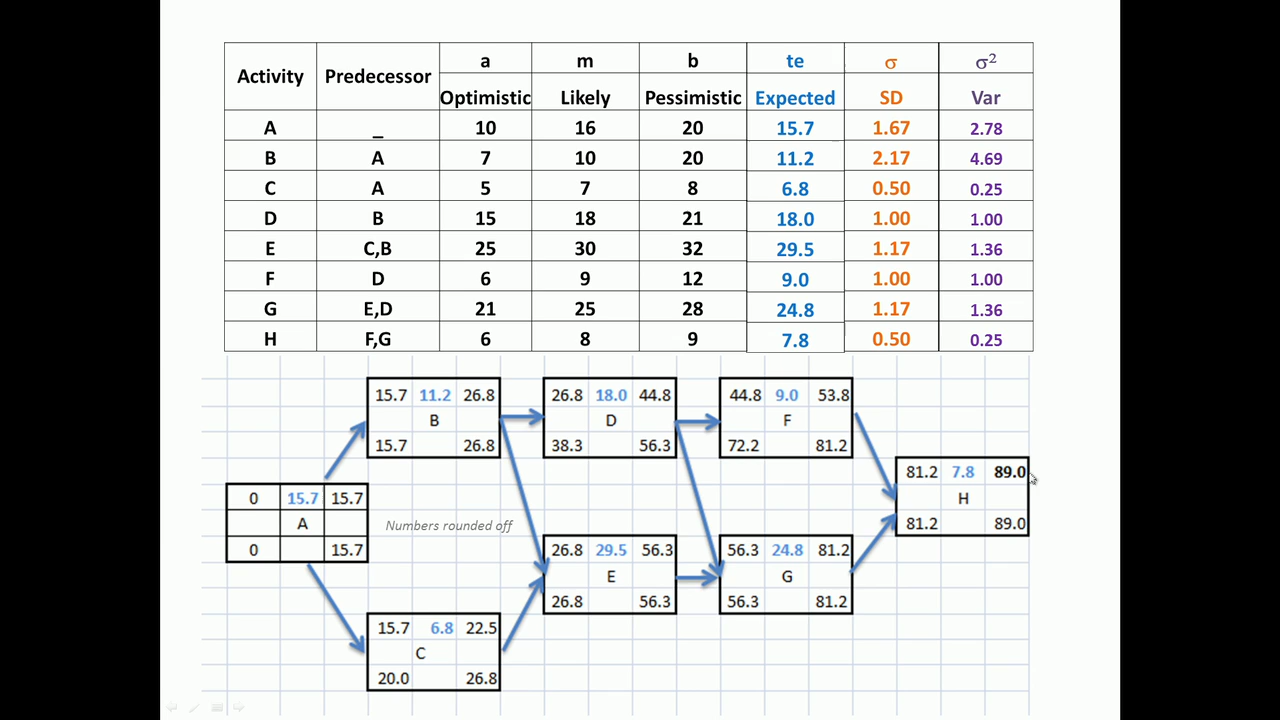 Activity Predecessor a m b te σ σ²
Optimistic Likely Pessimistic Expected SD Var
A _ 10 16 20 15.7 1.67 2.78
B A 7 10 20 11.2 2.17 4.69
C A 5 7 8 6.8 0.50 0.25
D B 15 18 21 18.0 1.00 1.00
E C,B 25 30 32 29.5 1.17 1.36
F D 6 9 12 9.0 1.00 1.00
G E,D 21 25 28 24.8 1.17 1.36
H F,G 6 8 9 7.8 0.50 0.25
15.7 11.2 26.8
B
15.7 26.8
26.8 18.0 44.8
D
38.3 56.3
44.8 9.0 53.8
F
72.2 81.2
81.2 7.8 89.0
H
81.2 89.0
0 15.7 15.7
A
0 15.7
Numbers rounded off
26.8 29.5 56.3
E
26.8 56.3
56.3 24.8 81.2
G
56.3 81.2
15.7 6.8 22.5
C
20.0 26.8